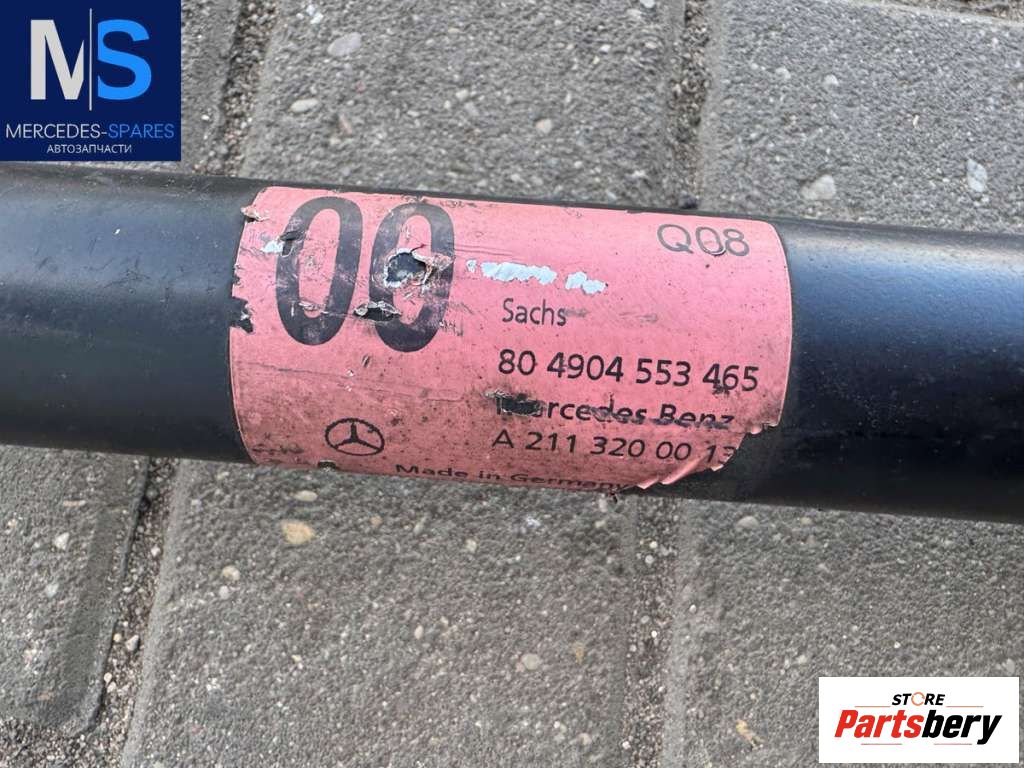 MS
MERCEDES-SPARES
АВТОЗАПЧАСТИ
00
Q08
Sachs
80 4904 553 465
Mercedes Benz
A 211 320 00 13
Made in Germany
STORE
Partsbery